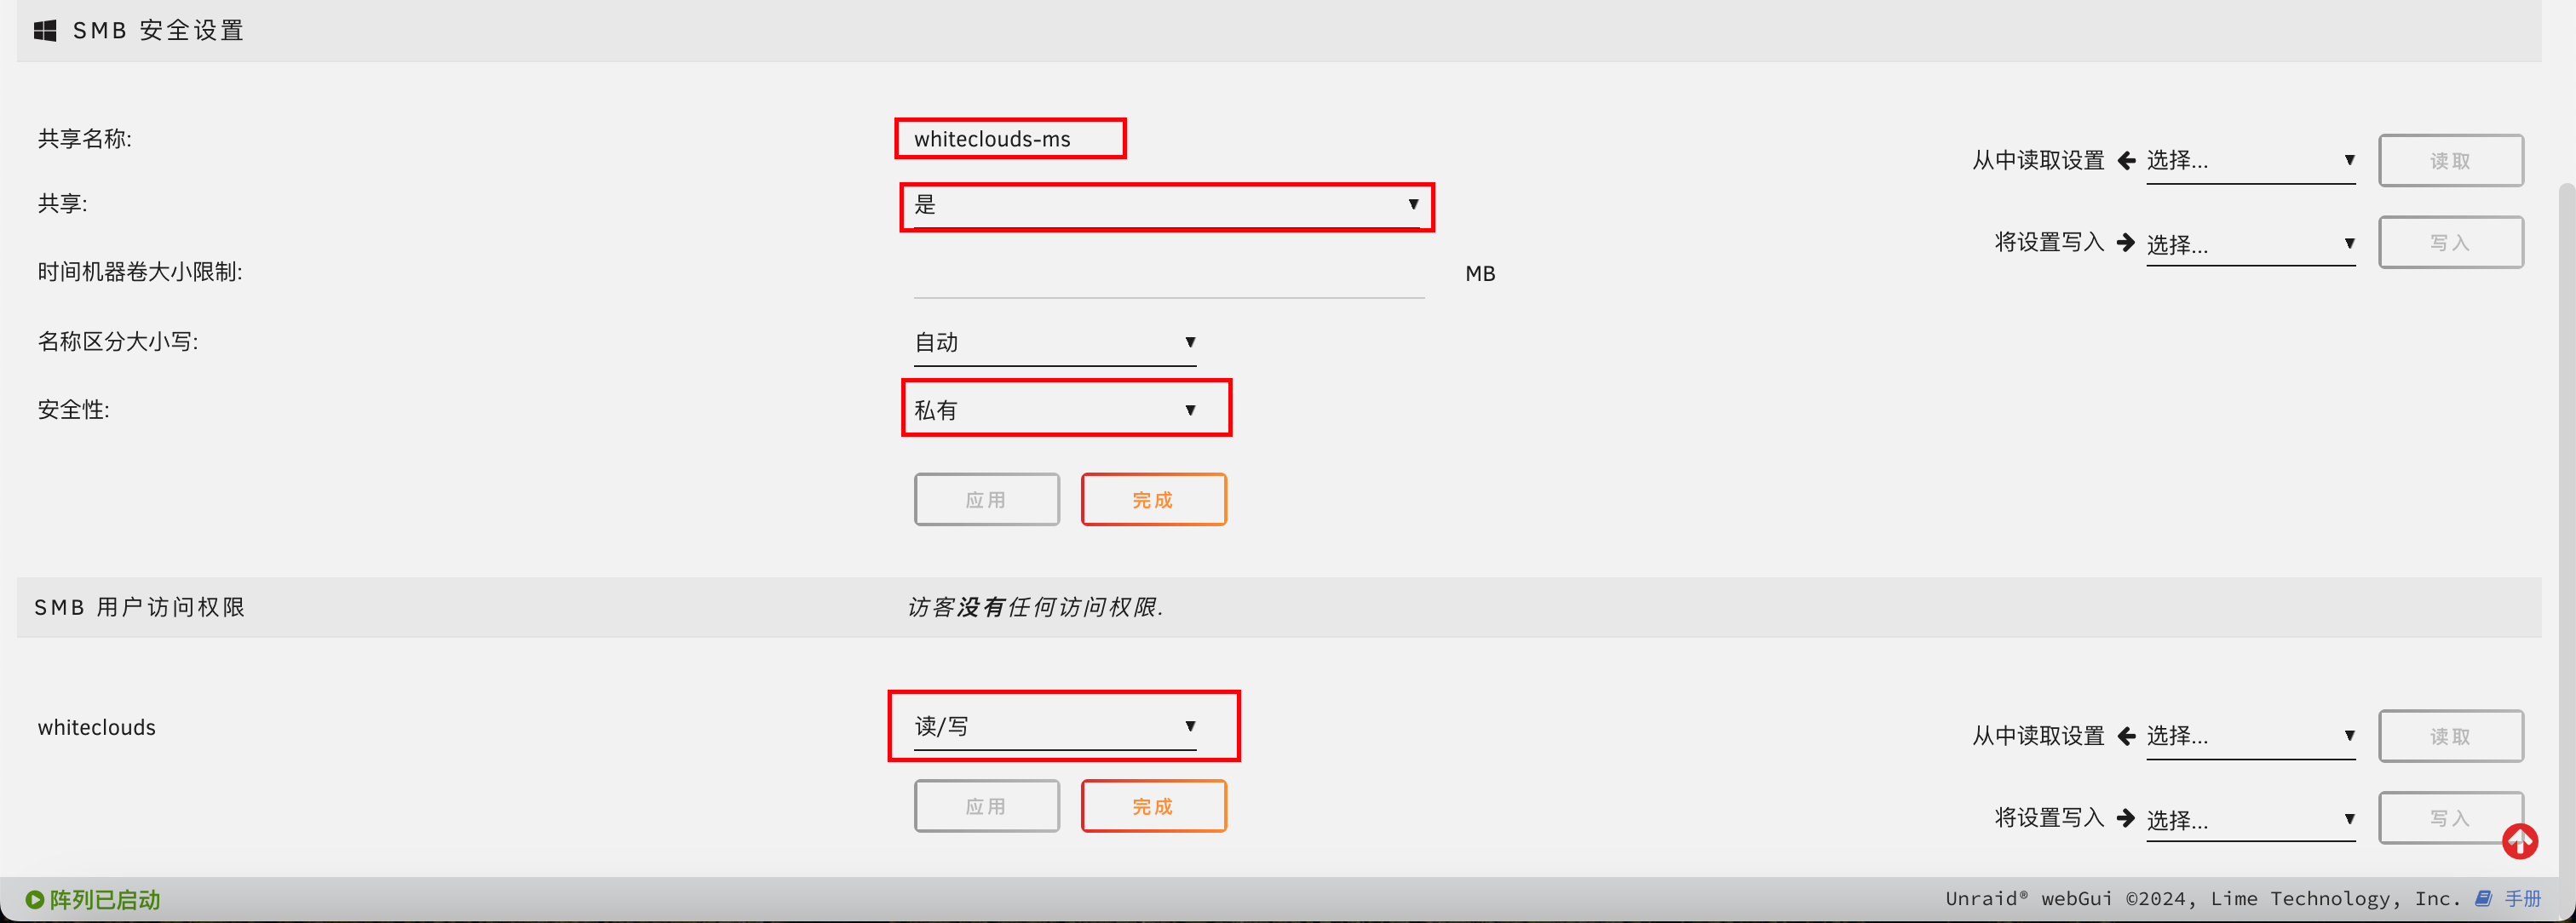 SMB 安全设置
共享名称: whiteclouds-ms
从中读取设置 选择... 读取
共享: 是
将设置写入 选择... 写入
时间机器卷大小限制: MB
名称区分大小写: 自动
安全性: 私有
应用 完成
SMB 用户访问权限 访客没有任何访问权限.
whiteclouds 读/写
从中读取设置 选择... 读取
应用 完成
将设置写入 选择... 写入
阵列已启动 Unraid® webGui ©2024, Lime Technology, Inc. 手册